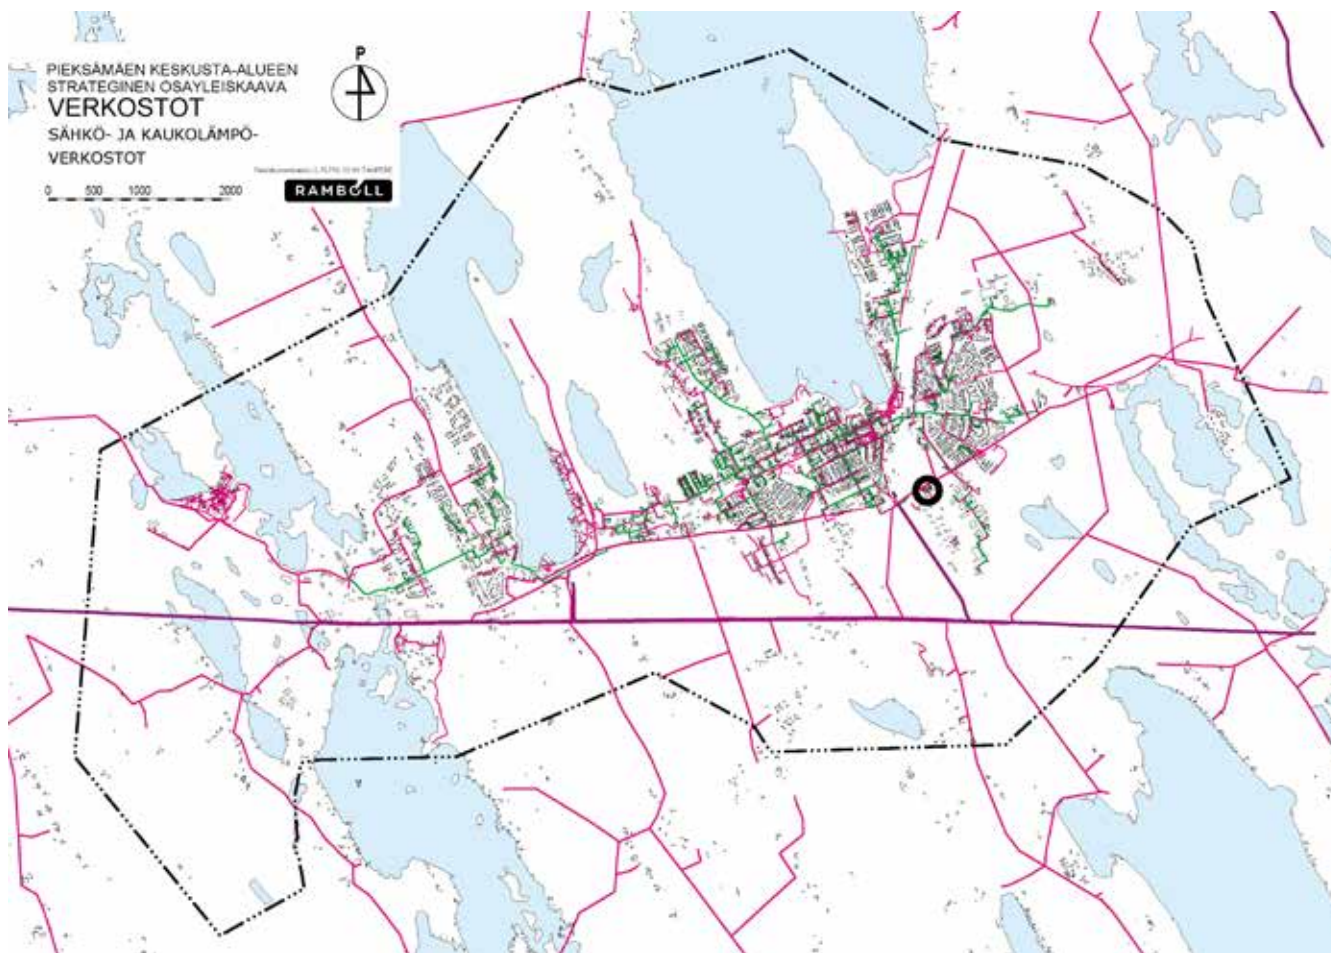 PIEKSÄMÄEN KESKUSTA-ALUEEN
STRATEGINEN OSAYLEISKAAVA
VERKOSTOT
SÄHKÖ- JA KAUKOLÄMPÖ-
VERKOSTOT
P
0 500 1000 2000
RAMBOLL